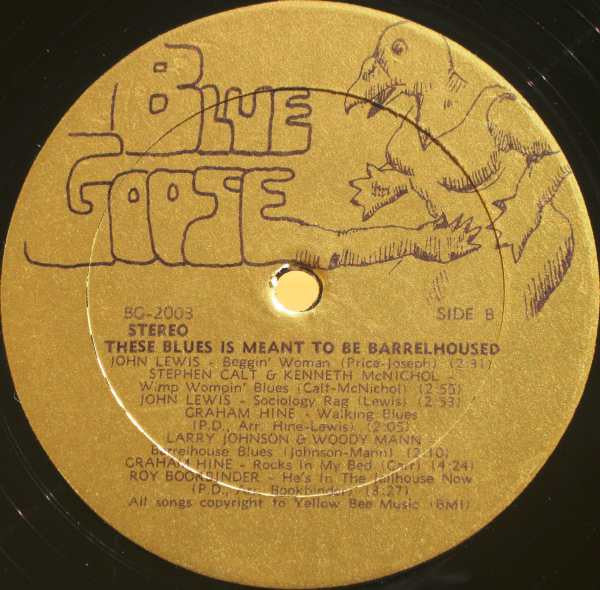 BLUE
GOOSE
BG-2003
SIDE B
STEREO
THESE BLUES IS MEANT TO BE BARRELHOUSED
JOHN LEWIS - Beggin' Woman (Price-Joseph) (2:31)
STEPHEN CALT & KENNETH McNICHOL -
Wimp Wompin' Blues (Calt-McNichol) (2:55)
JOHN LEWIS - Sociology Rag (Lewis) (2:53)
GRAHAM HINE - Walking Blues
(P.D., Arr. Hine-Lewis) (2:05)
LARRY JOHNSON & WOODY MANN -
Barrelhouse Blues (Johnson-Mann) (2:10)
GRAHAM HINE - Rocks In My Bed (Carr) (4:24)
ROY BOOKBINDER - He's In The Jailhouse Now
(P.D., Arr. Bookbinder) (3:27)
All songs copyright to Yellow Bee Music (BMI)